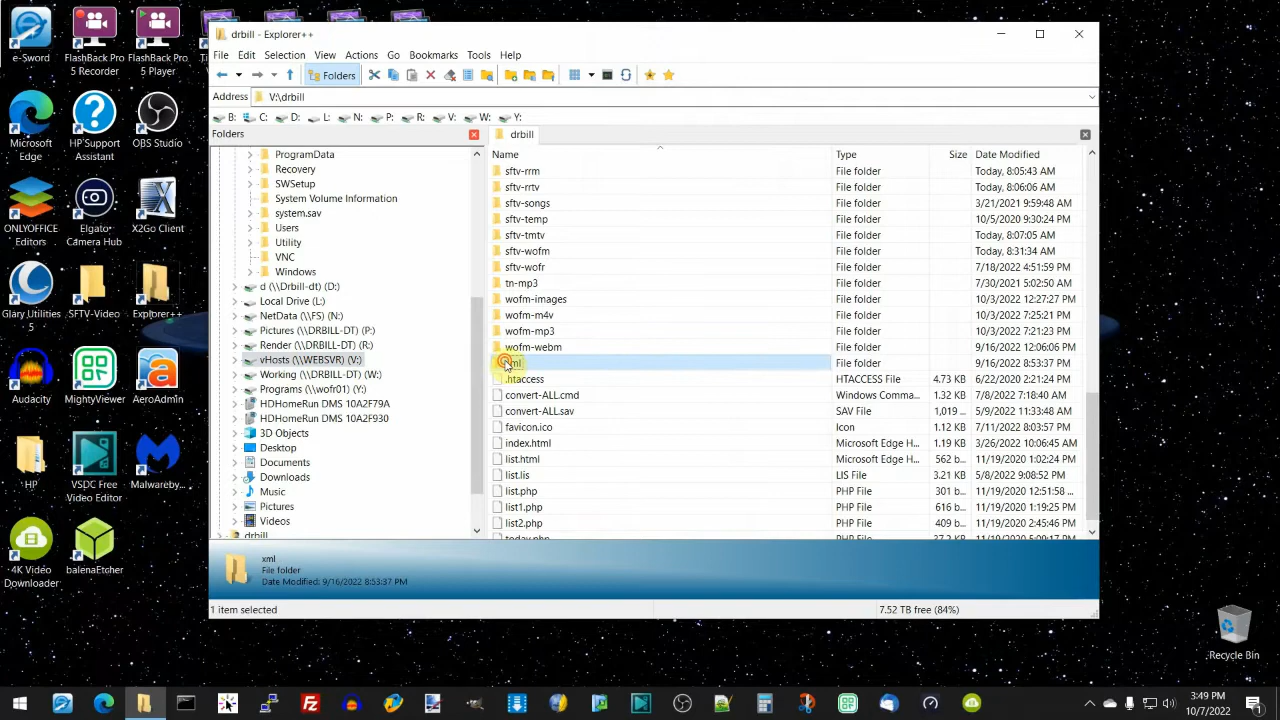 e-Sword
FlashBack Pro
5 Recorder
FlashBack Pro
5 Player
Microsoft
Edge
HP Support
Assistant
OBS Studio
ONLYOFFICE
Editors
Elgato
Camera Hub
X2Go Client
Glary Utilities
5
SFTV-Video
Explorer++
Audacity
MightyViewer
AeroAdmin
HP
VSDC Free
Video Editor
Malwareby...
4K Video
Downloader
balenaEtcher
Recycle Bin
drbill - Explorer++
File Edit Selection View Actions Go Bookmarks Tools Help
Folders
Address V:\drbill
B: C: D: L: N: P: R: V: W: Y:
Folders
drbill
ProgramData
Recovery
SWSetup
System Volume Information
system.sav
Users
Utility
VNC
Windows
d (\\Drbill-dt) (D:)
Local Drive (L:)
NetData (\\FS) (N:)
Pictures (\\DRBILL-DT) (P:)
Render (\\DRBILL-DT) (R:)
vHosts (\\WEBSVR) (V:)
Working (\\DRBILL-DT) (W:)
Programs (\\wofr01) (Y:)
HDHomeRun DMS 10A2F79A
HDHomeRun DMS 10A2F930
3D Objects
Desktop
Documents
Downloads
Music
Pictures
Videos
drbill
Name Type Size Date Modified
sftv-rrm File folder Today, 8:05:43 AM
sftv-rrtv File folder Today, 8:06:06 AM
sftv-songs File folder 3/21/2021 9:59:48 AM
sftv-temp File folder 10/5/2020 9:30:24 PM
sftv-tmtv File folder Today, 8:07:05 AM
sftv-wofm File folder Today, 8:31:34 AM
sftv-wofr File folder 7/18/2022 4:51:59 PM
tn-mp3 File folder 7/30/2021 5:02:50 AM
wofm-images File folder 10/3/2022 12:27:27 PM
wofm-m4v File folder 10/3/2022 7:25:21 PM
wofm-mp3 File folder 10/3/2022 7:21:23 PM
wofm-webm File folder 9/16/2022 12:06:06 PM
xml File folder 9/16/2022 8:53:37 PM
.htaccess HTACCESS File 4.73 KB 6/22/2020 2:21:24 PM
convert-ALL.cmd Windows Comma... 1.32 KB 7/8/2022 7:18:40 AM
convert-ALL.sav SAV File 1,019 ... 5/9/2022 11:33:48 AM
favicon.ico Icon 1.12 KB 7/11/2022 8:03:57 PM
index.html Microsoft Edge H... 1.19 KB 3/26/2022 10:06:45 AM
list.html Microsoft Edge H... 562 b... 11/19/2020 1:02:24 PM
list.lis LIS File 3.21 KB 5/8/2022 9:08:52 PM
list.php PHP File 301 b... 11/19/2020 12:51:58 ...
list1.php PHP File 616 b... 11/19/2020 1:19:25 PM
list2.php PHP File 409 b... 11/19/2020 2:45:46 PM
today.php PHP File 37.2 KB 11/19/2020 5:09:17 PM
xml
File folder
Date Modified: 9/16/2022 8:53:37 PM
1 item selected 7.52 TB free (84%)
3:49 PM
10/7/2022